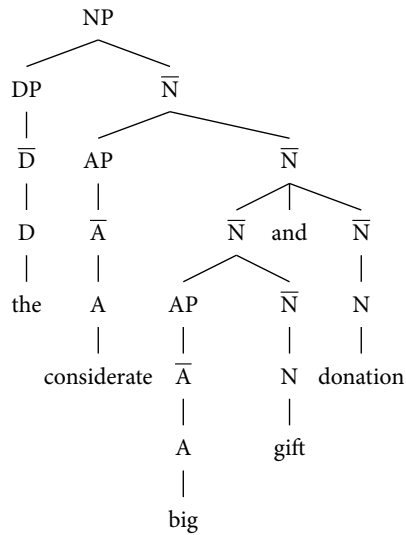 NP
DP N̅
D̅ AP N̅
D A̅ N̅ and N̅
the A AP N̅ N
considerate A̅ N donation
A gift
big